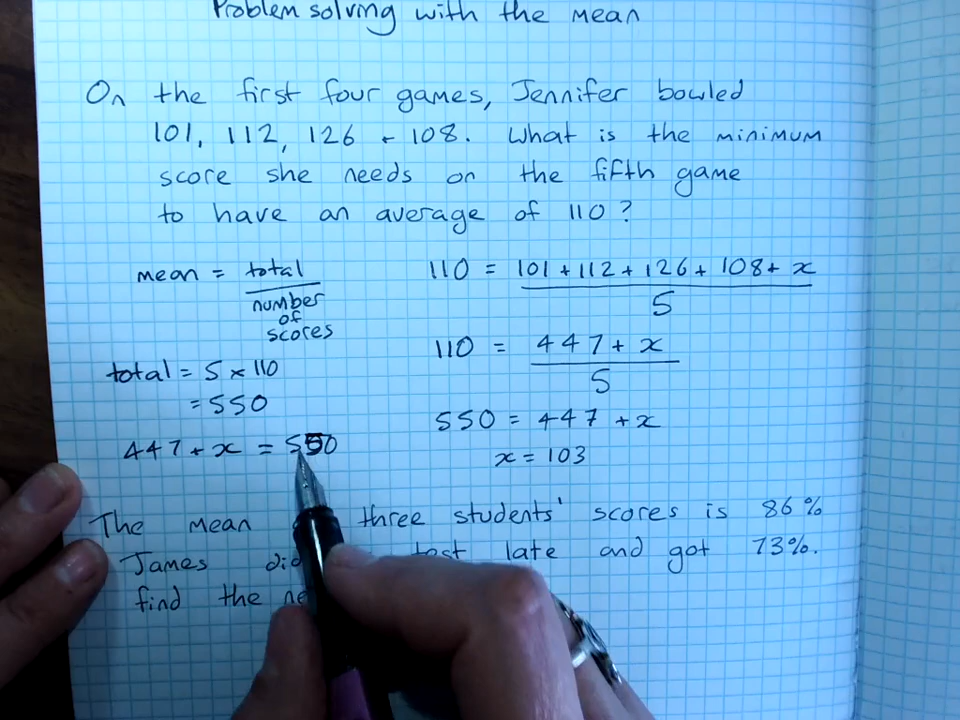 Problem solving with the mean
On the first four games, Jennifer bowled
101, 112, 126 + 108. What is the minimum
score she needs on the fifth game
to have an average of 110?
mean = total
number
of
scores
total = 5 x 110
= 550
447 + x = 550
110 = 101 + 112 + 126 + 108 + x
5
110 = 447 + x
5
550 = 447 + x
x = 103
The mean three students' scores is 86%
James late and got 73%.
find the